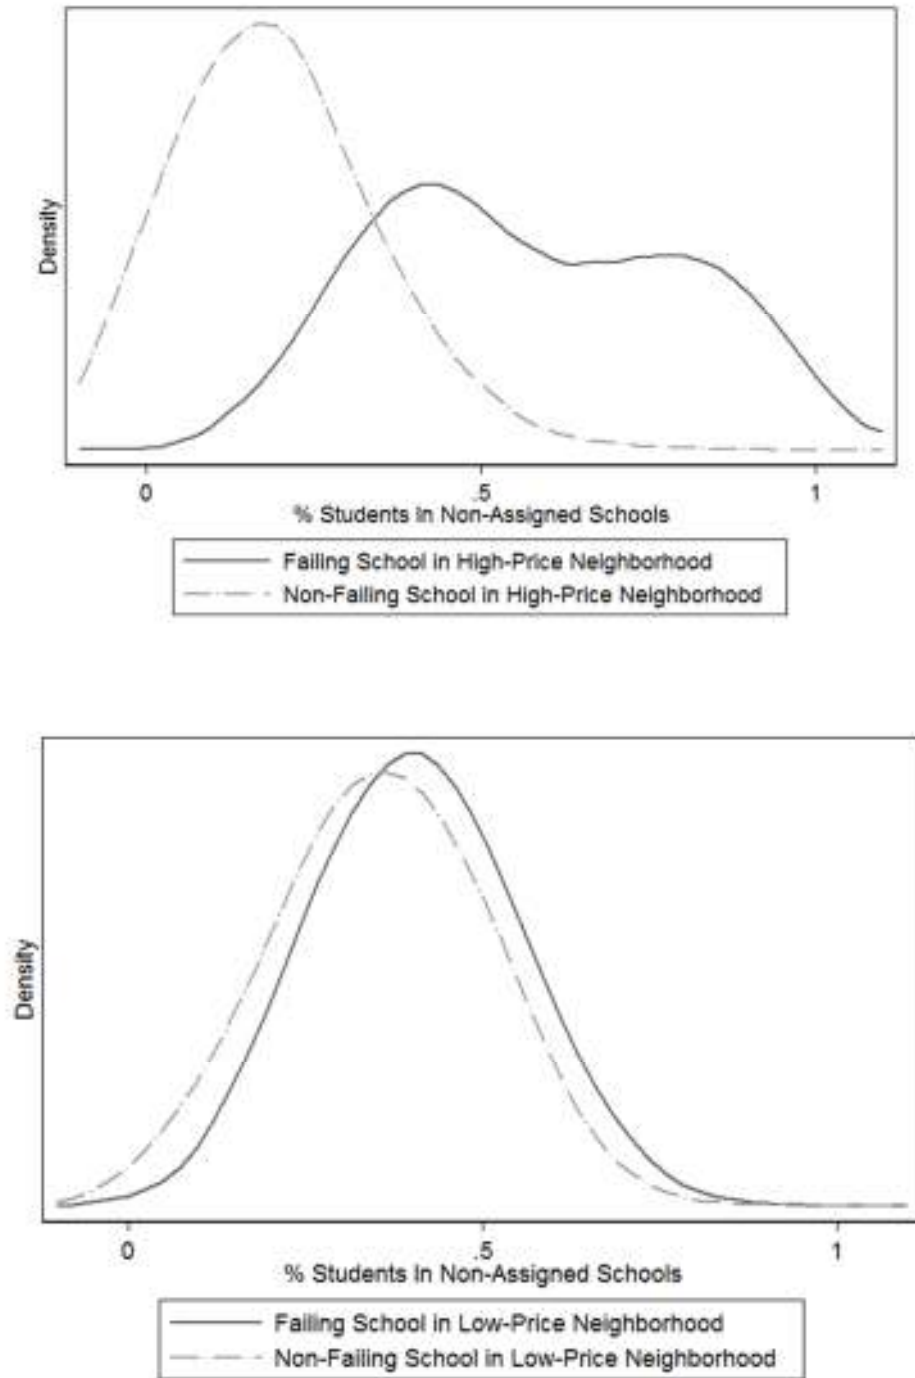 Density
0 .5 1
% Students In Non-Assigned Schools
Failing School in High-Price Neighborhood
Non-Failing School in High-Price Neighborhood
Density
0 .5 1
% Students In Non-Assigned Schools
Failing School in Low-Price Neighborhood
Non-Failing School in Low-Price Neighborhood